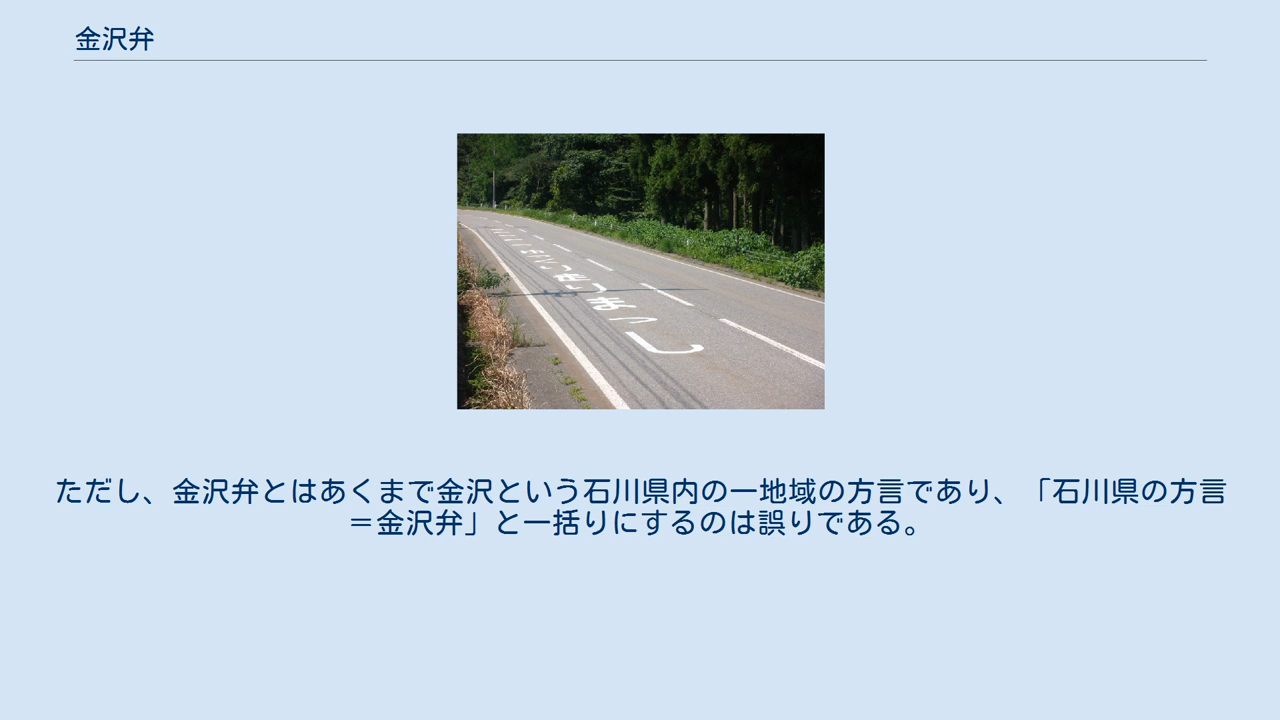 金沢弁
ただし、金沢弁とはあくまで金沢という石川県内の一地域の方言であり、「石川県の方言
＝金沢弁」と一括りにするのは誤りである。